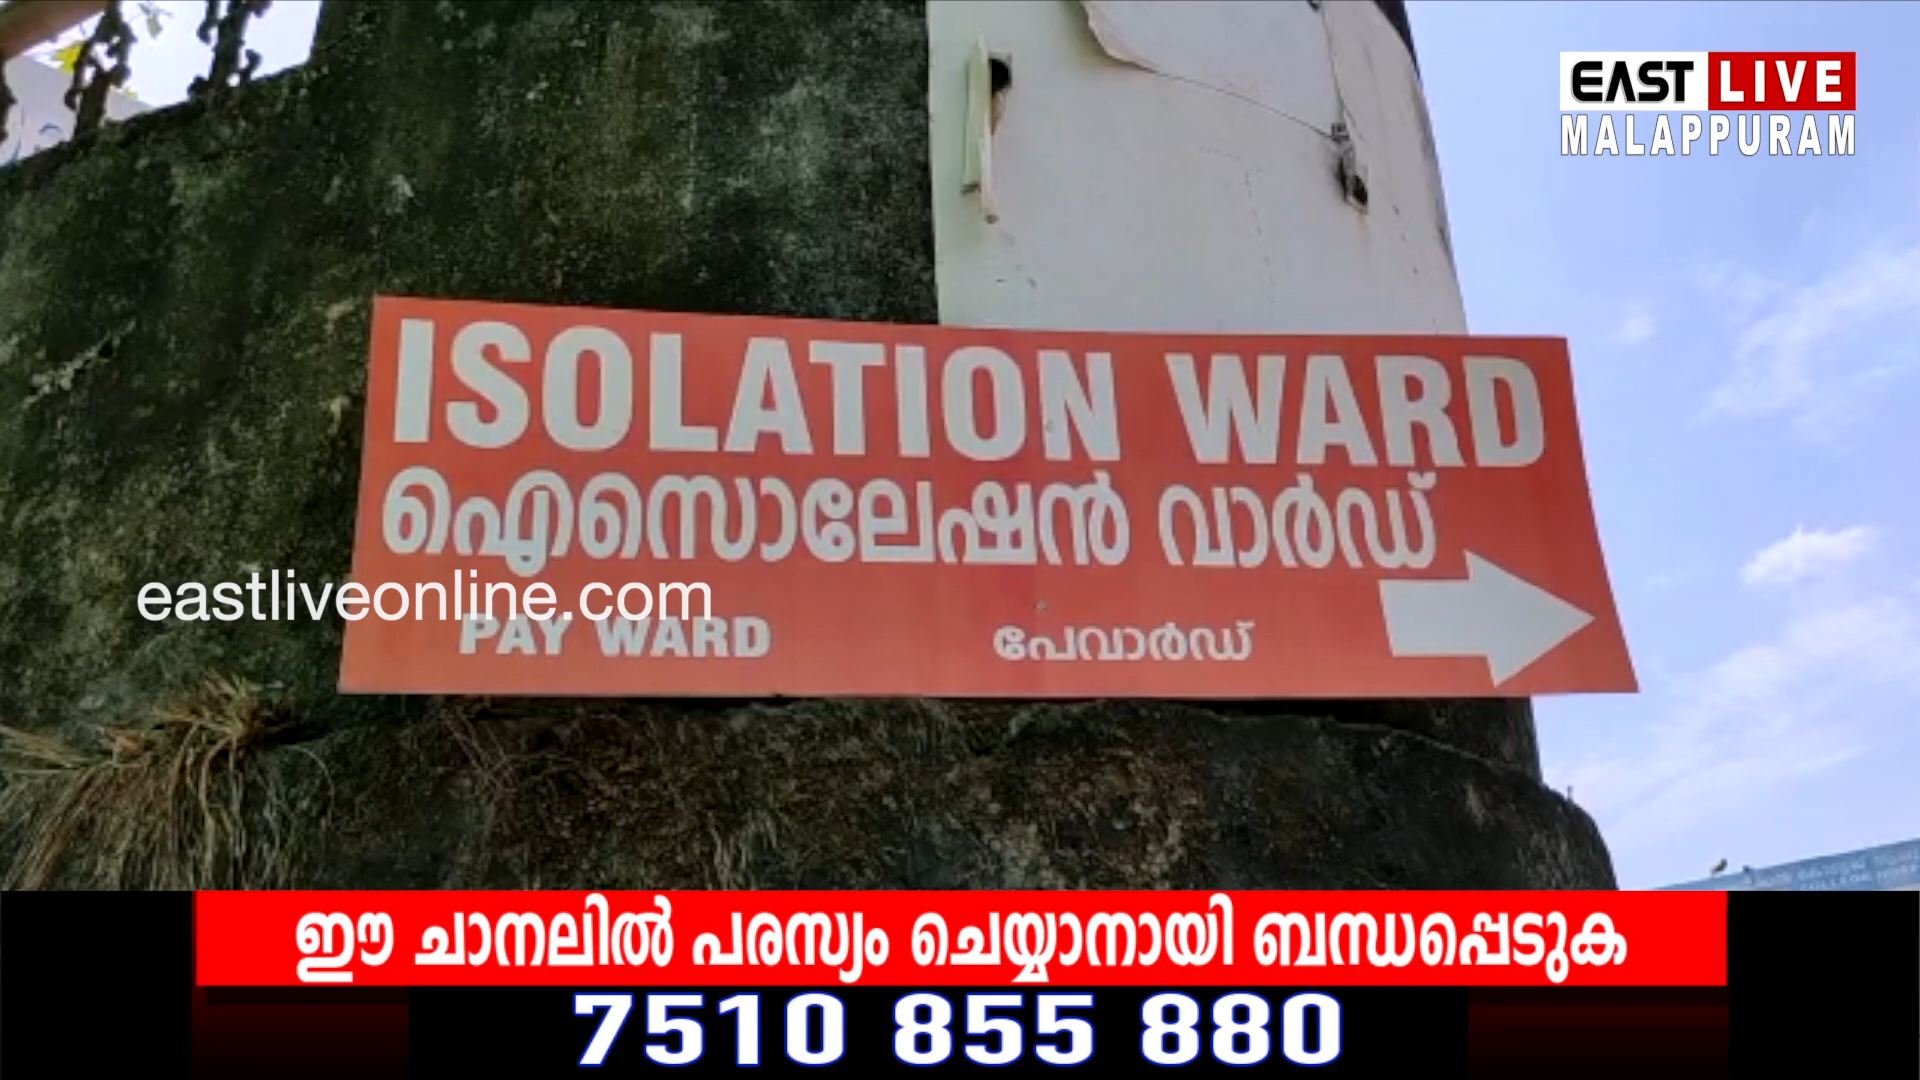 EAST LIVE
MALAPPURAM
ISOLATION WARD
ഐസൊലേഷൻ വാർഡ്
eastliveonline.com
PAY WARD പേവാർഡ്
ഈ ചാനലിൽ പരസ്യം ചെയ്യാനായി ബന്ധപ്പെടുക
7510 855 880